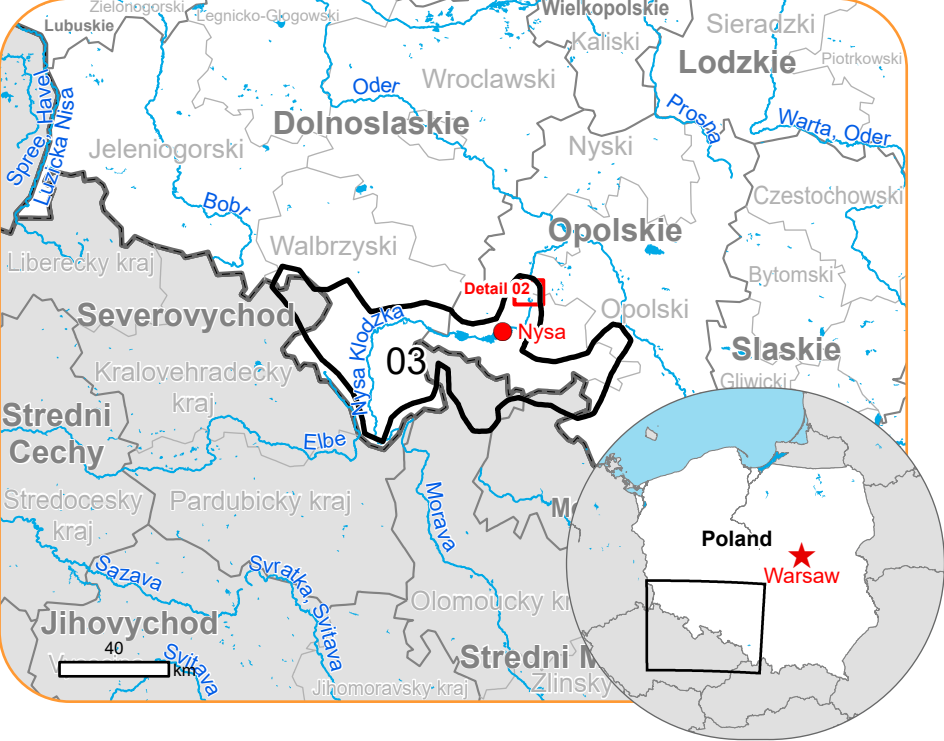 Zielonogorski
Legnicko-Glogowski
Wielkopolskie
Lubuskie
Kaliski
Sieradzki
Lodzkie
Piotrkowski
Wroclawski
Oder
Dolnoslaskie
Prosna
Warta, Oder
Spree, Havel
Luzicka Nisa
Jeleniogorski
Nyski
Czestochowski
Bobr
Opolskie
Walbrzyski
Liberecky kraj
Bytomski
Detail 02
Severovychod
Opolski
Nysa
Nysa Klodzka
03
Slaskie
Kralovehradecky
kraj
Gliwicki
Stredni
Cechy
Elbe
Stredocesky
kraj
Pardubicky kraj
Morava
Mo
Poland
Warsaw
Sazava
Svratka, Svitava
Olomoucky kr
Jihovychod
40
km
Svitava
Stredni M
Zlinsky
Jihomoravsky kraj